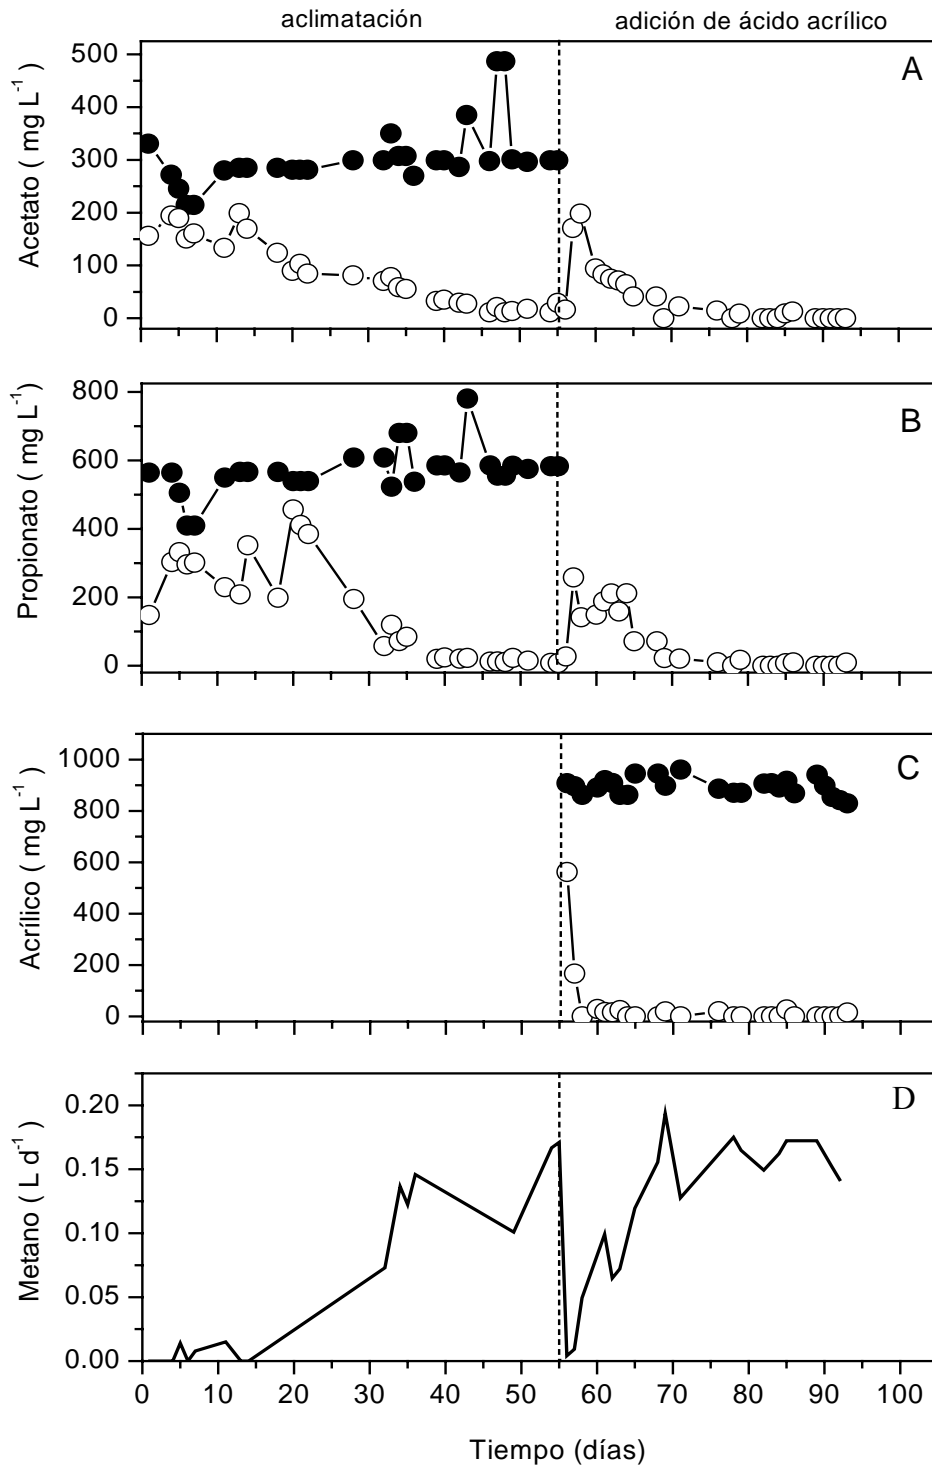 aclimatación adición de ácido acrílico
A
Acetato ( mg L-1)
500
400
300
200
100
0
B
Propionato ( mg L-1)
800
600
400
200
0
C
Acrílico ( mg L-1 )
1000
800
600
400
200
0
D
Metano ( L d-1 )
0.20
0.15
0.10
0.05
0.00
0 10 20 30 40 50 60 70 80 90 100
Tiempo (días)